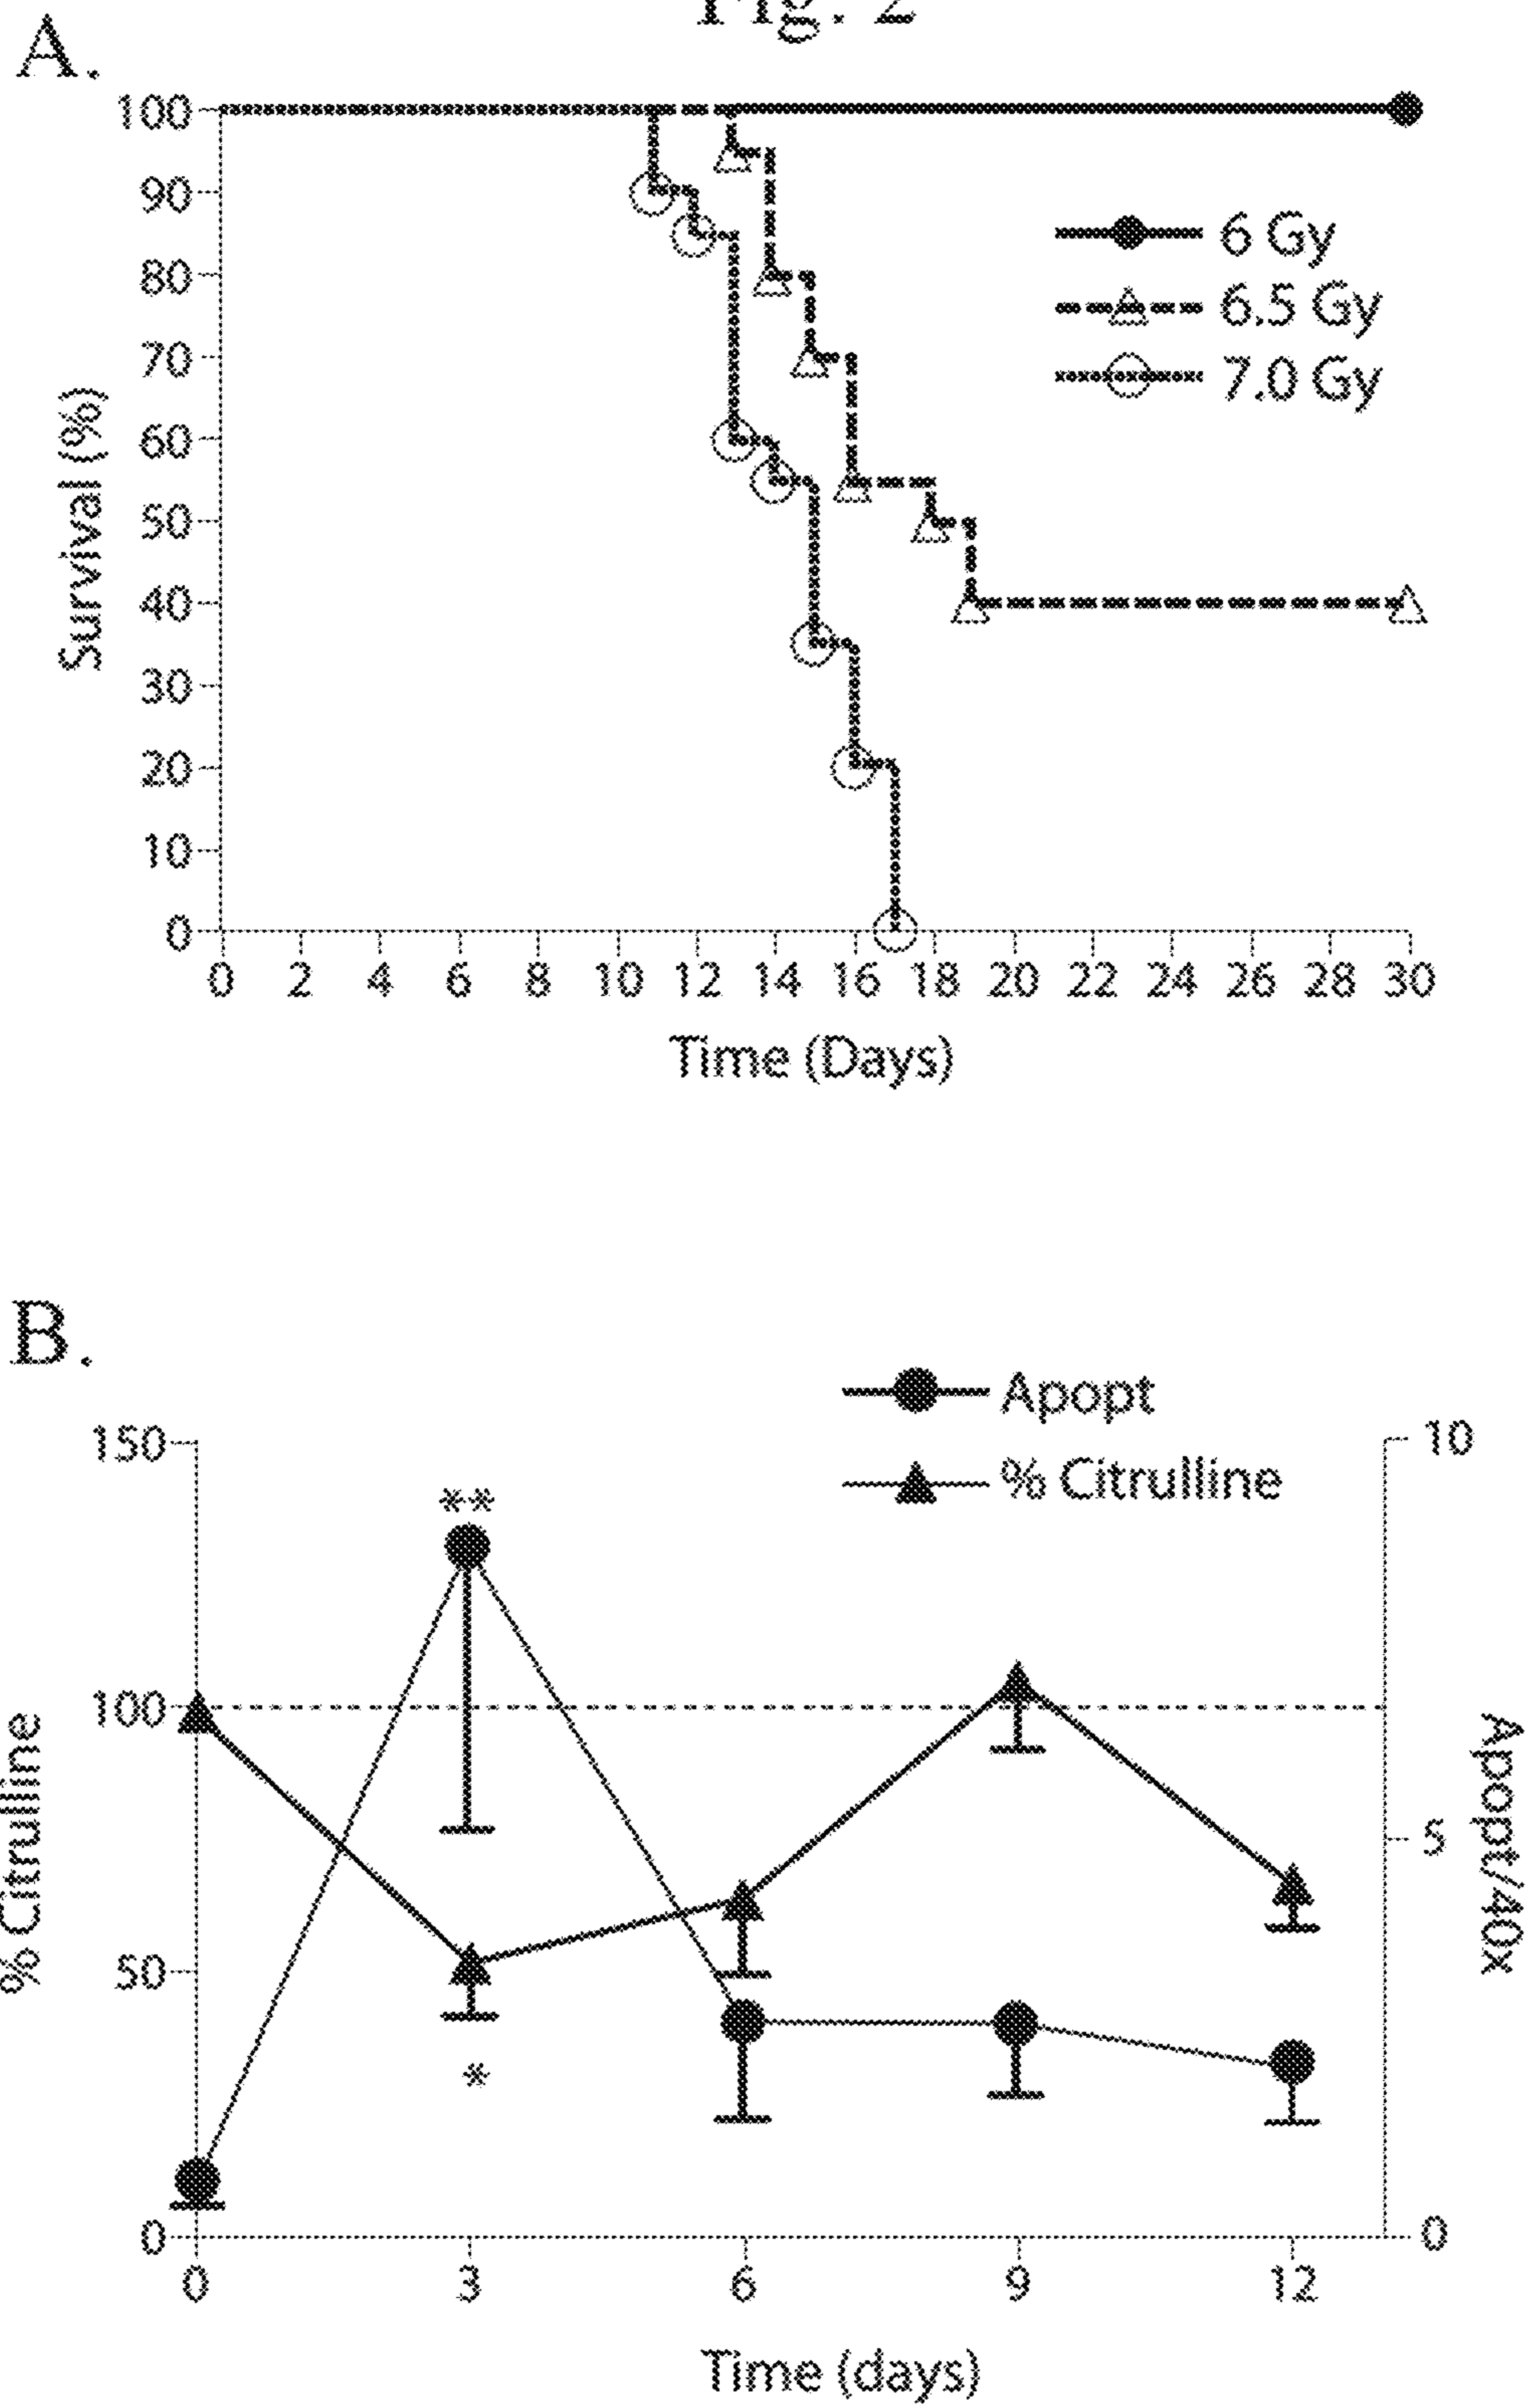 Fig. 2
A.
100
90
80
70
60
50
40
30
20
10
0
Survival (%)
6 Gy
6.5 Gy
7.0 Gy
0 2 4 6 8 10 12 14 16 18 20 22 24 26 28 30
Time (Days)
B.
Apopt
% Citrulline
150
100
50
0
% Citrulline
**
*
10
5
0
Apopt/40x
0 3 6 9 12
Time (days)